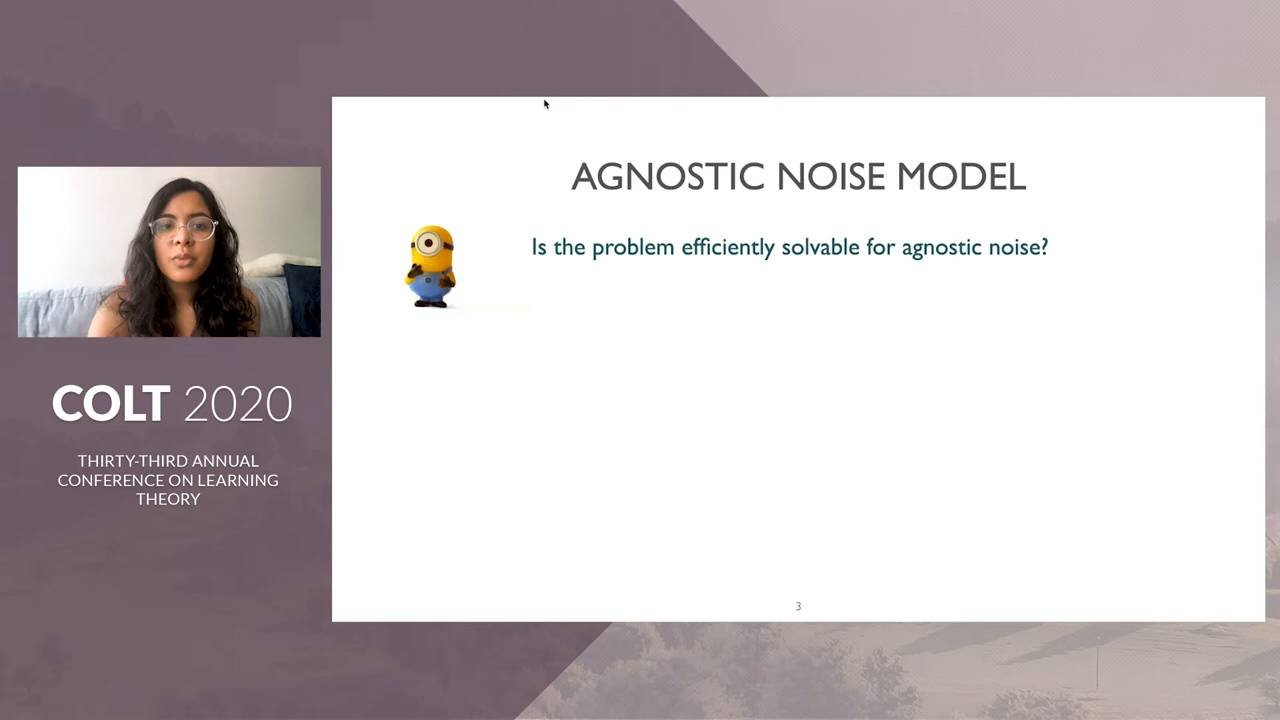 AGNOSTIC NOISE MODEL
Is the problem efficiently solvable for agnostic noise?
COLT 2020
THIRTY-THIRD ANNUAL
CONFERENCE ON LEARNING
THEORY
3